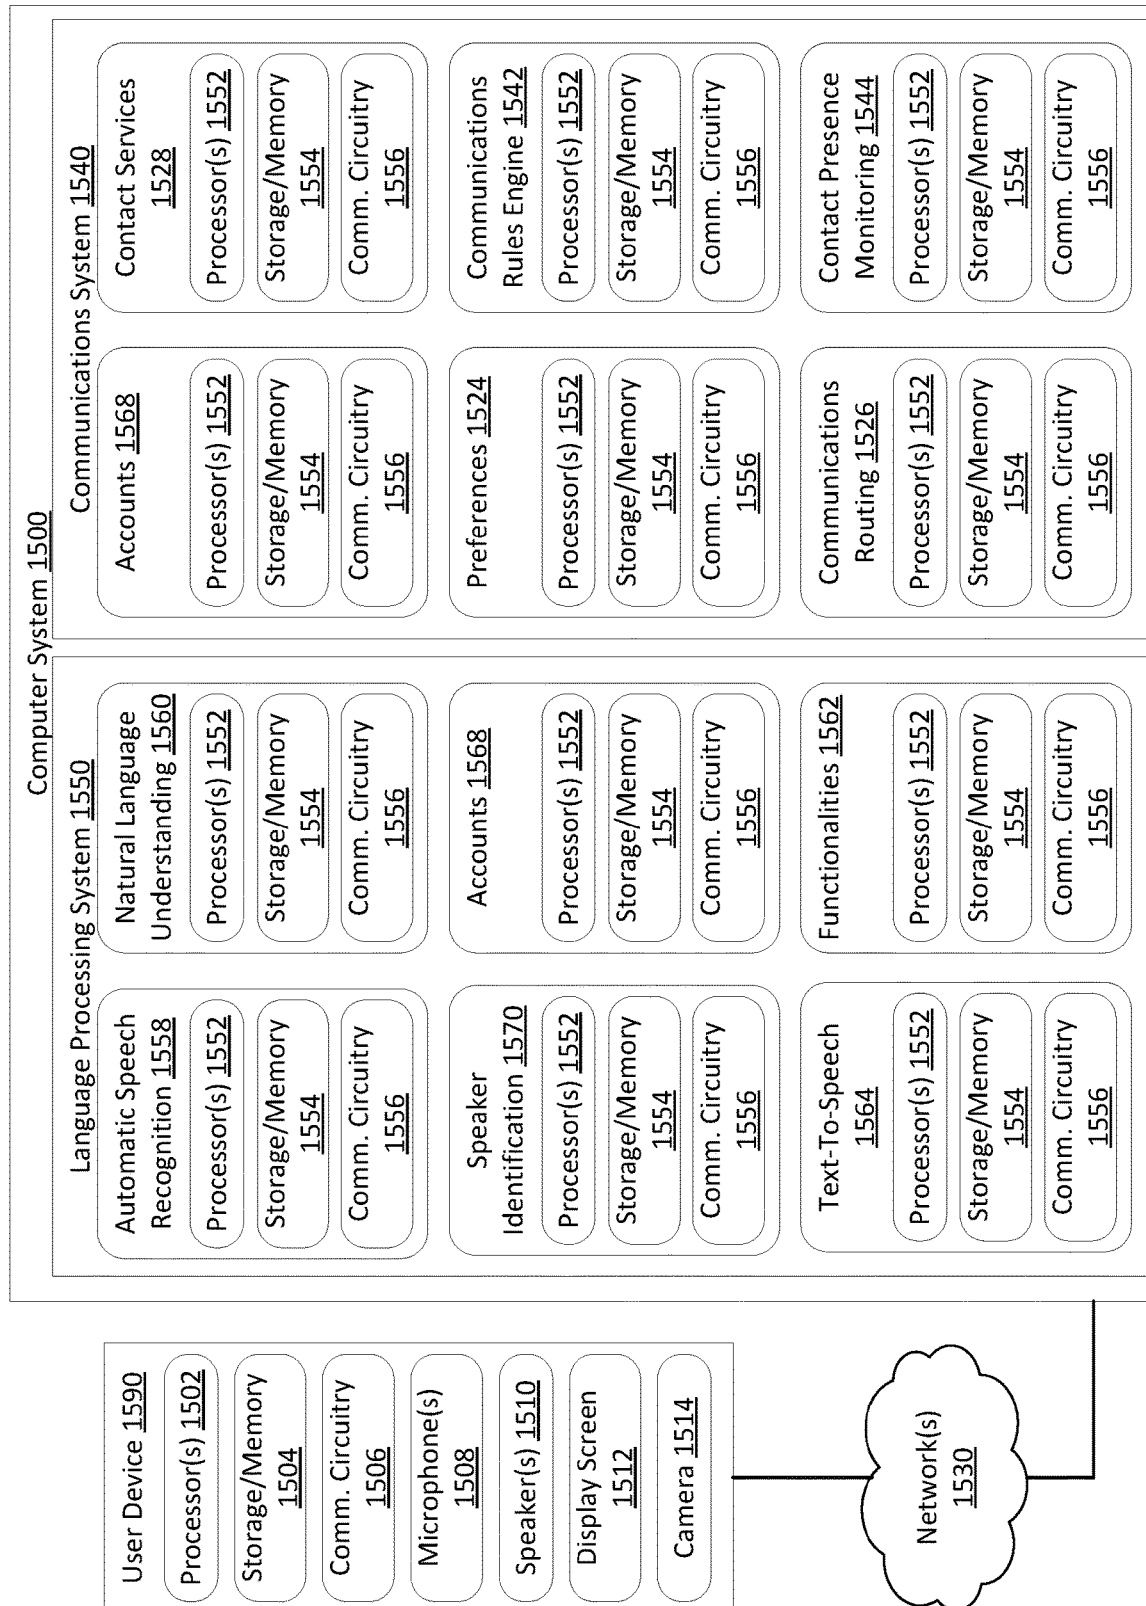 Computer System 1500
Language Processing System 1550
Automatic Speech
Recognition 1558
Processor(s) 1552
Storage/Memory
1554
Comm. Circuitry
1556
Natural Language
Understanding 1560
Processor(s) 1552
Storage/Memory
1554
Comm. Circuitry
1556
Speaker
Identification 1570
Processor(s) 1552
Storage/Memory
1554
Comm. Circuitry
1556
Accounts 1568
Processor(s) 1552
Storage/Memory
1554
Comm. Circuitry
1556
Text-To-Speech
1564
Processor(s) 1552
Storage/Memory
1554
Comm. Circuitry
1556
Functionalities 1562
Processor(s) 1552
Storage/Memory
1554
Comm. Circuitry
1556
Communications System 1540
Accounts 1568
Processor(s) 1552
Storage/Memory
1554
Comm. Circuitry
1556
Contact Services
1528
Processor(s) 1552
Storage/Memory
1554
Comm. Circuitry
1556
Preferences 1524
Processor(s) 1552
Storage/Memory
1554
Comm. Circuitry
1556
Communications
Rules Engine 1542
Processor(s) 1552
Storage/Memory
1554
Comm. Circuitry
1556
Communications
Routing 1526
Processor(s) 1552
Storage/Memory
1554
Comm. Circuitry
1556
Contact Presence
Monitoring 1544
Processor(s) 1552
Storage/Memory
1554
Comm. Circuitry
1556
User Device 1590
Processor(s) 1502
Storage/Memory
1504
Comm. Circuitry
1506
Microphone(s)
1508
Speaker(s) 1510
Display Screen
1512
Camera 1514
Network(s)
1530